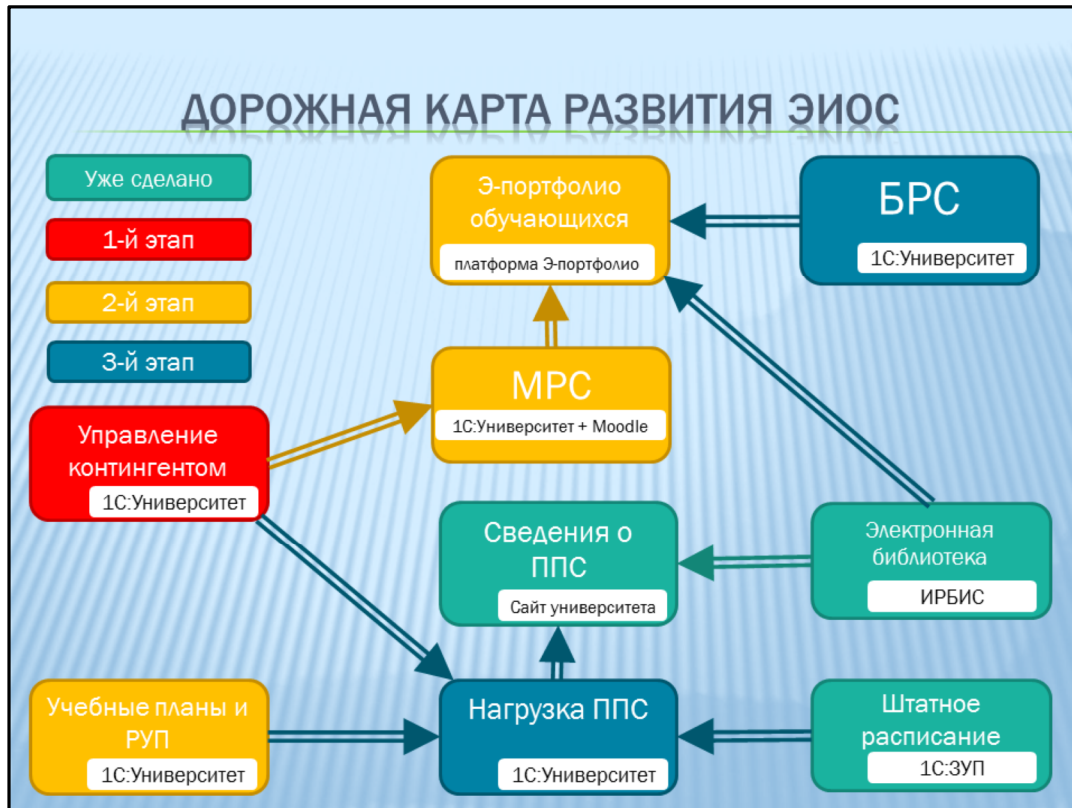 ДОРОЖНАЯ КАРТА РАЗВИТИЯ ЭИОС
Уже сделано
1-й этап
2-й этап
3-й этап
Э-портфолио
обучающихся
платформа Э-портфолио
БРС
1С:Университет
МРС
1С:Университет + Moodle
Управление
контингентом
1С:Университет
Сведения о
ППС
Сайт университета
Электронная
библиотека
ИРБИС
Учебные планы и
РУП
1С:Университет
Нагрузка ППС
1С:Университет
Штатное
расписание
1С:ЗУП